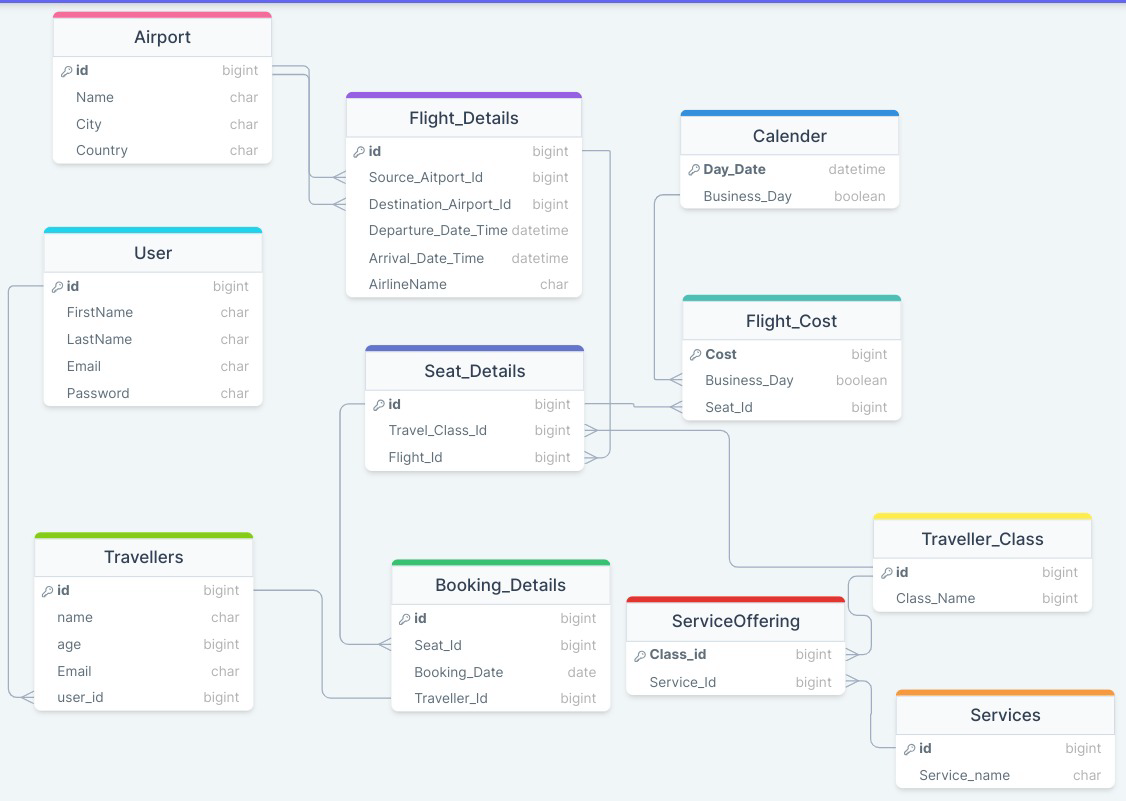 Airport
id bigint
Name char
City char
Country char
Flight_Details
id bigint
Source_Aitport_Id bigint
Destination_Airport_Id bigint
Departure_Date_Time datetime
Arrival_Date_Time datetime
AirlineName char
Calender
Day_Date datetime
Business_Day boolean
User
id bigint
FirstName char
LastName char
Email char
Password char
Flight_Cost
Cost bigint
Business_Day boolean
Seat_Id bigint
Seat_Details
id bigint
Travel_Class_Id bigint
Flight_Id bigint
Traveller_Class
id bigint
Class_Name bigint
Travellers
id bigint
name char
age bigint
Email char
user_id bigint
Booking_Details
id bigint
Seat_Id bigint
Booking_Date date
Traveller_Id bigint
ServiceOffering
Class_id bigint
Service_Id bigint
Services
id bigint
Service_name char